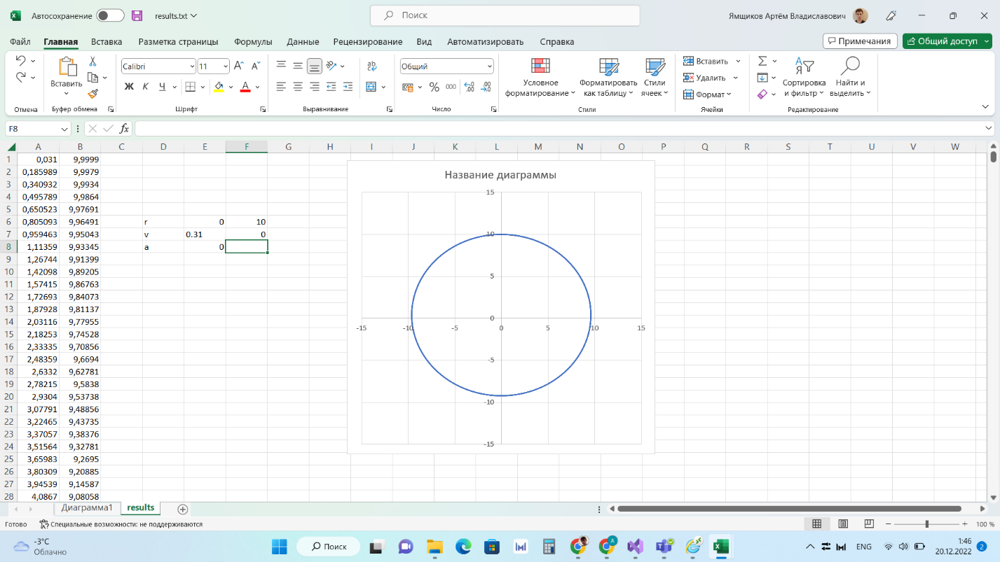 Автосохранение
results.txt
Поиск
Ямщиков Артём Владиславович
Файл Главная Вставка Разметка страницы Формулы Данные Рецензирование Вид Автоматизировать Справка
Примечания
Общий доступ
Вставить
Calibri
11
Ж К Ч
Общий
% 000
Условное форматирование
Форматировать как таблицу
Стили ячеек
Вставить
Удалить
Формат
Сортировка и фильтр
Найти и выделить
Отмена Буфер обмена Шрифт Выравнивание Число Стили Ячейки Редактирование
F8
fx
A B C D E F G H I J K L M N O P Q R S T U V W
1 0,031 9,9999
2 0,185989 9,9979
3 0,340932 9,9934
4 0,495789 9,9864
5 0,650523 9,97691
6 0,805093 9,96491 r 0 10
7 0,959463 9,95043 v 0.31 0
8 1,11359 9,93345 a 0
9 1,26744 9,91399
10 1,42098 9,89205
11 1,57415 9,86763
12 1,72693 9,84073
13 1,87928 9,81137
14 2,03116 9,77955
15 2,18253 9,74528
16 2,33335 9,70856
17 2,48359 9,6694
18 2,6332 9,62781
19 2,78215 9,5838
20 2,9304 9,53738
21 3,07791 9,48856
22 3,22465 9,43735
23 3,37057 9,38376
24 3,51564 9,32781
25 3,65983 9,2695
26 3,80309 9,20885
27 3,94539 9,14587
28 4,0867 9,08058
Название диаграммы
15
10
5
0
-15 -10 -5 0 5 10 15
-5
-10
-15
Диаграмма1 results
Готово
Специальные возможности: не поддерживаются
100 %
-3°C
Облачно
Поиск
ENG
1:46
20.12.2022
2